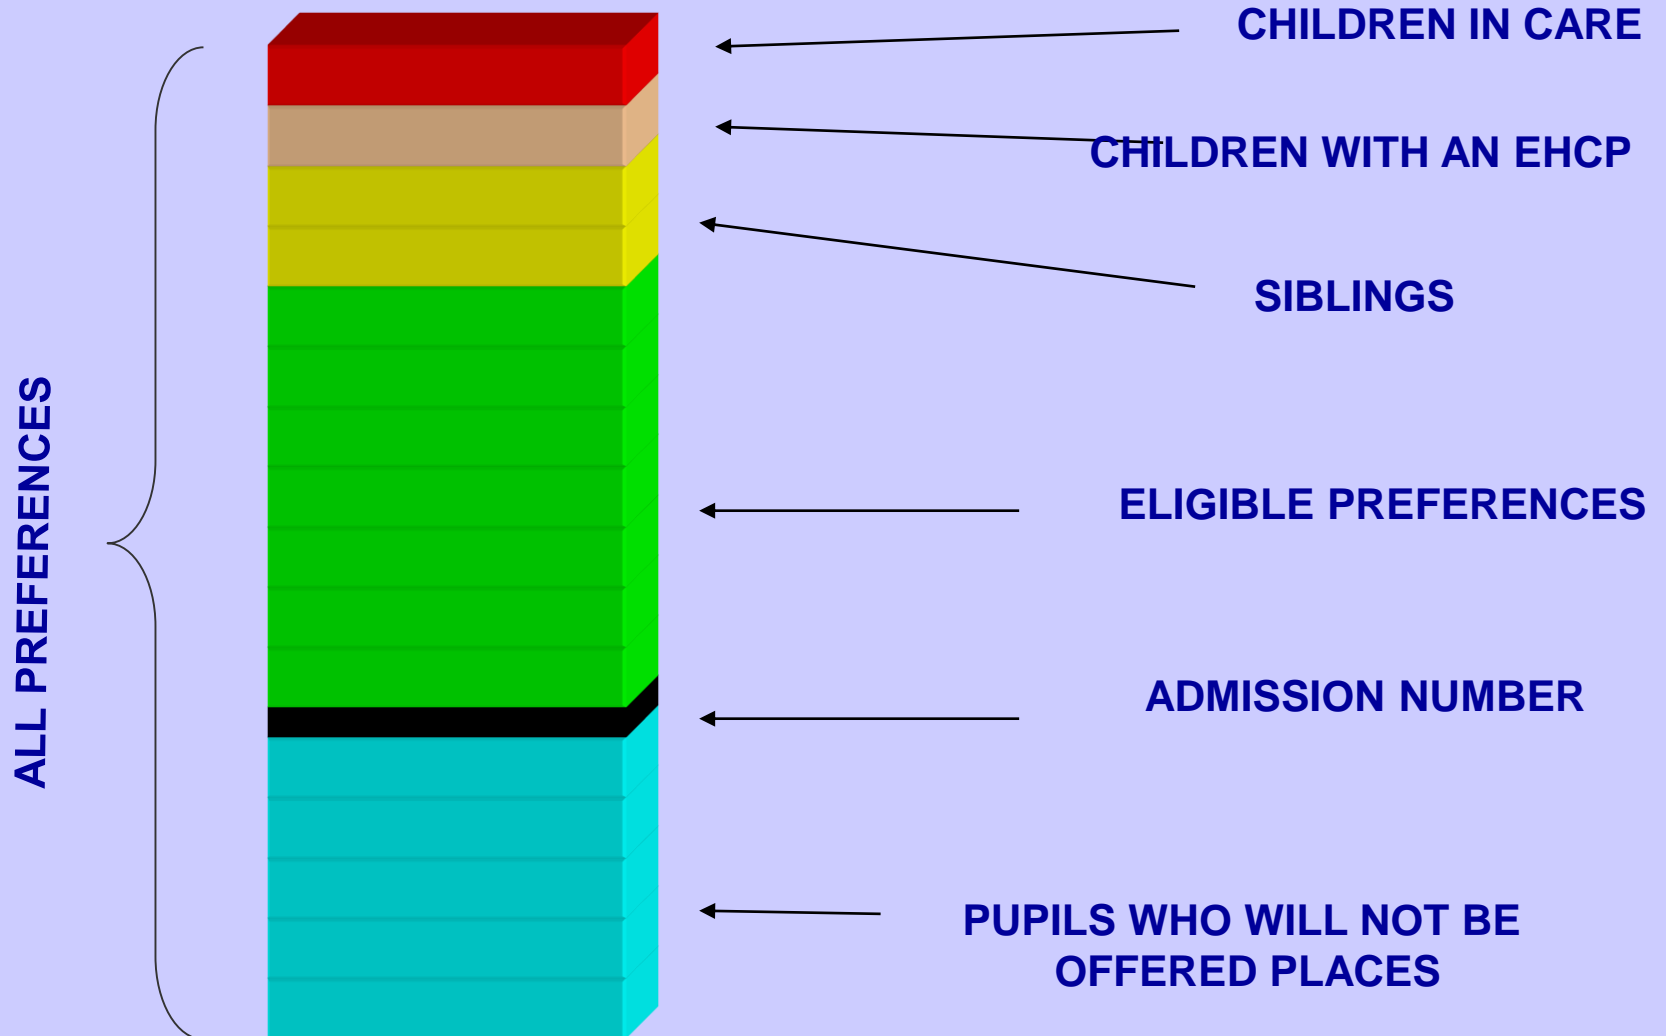 CHILDREN IN CARE
CHILDREN WITH AN EHCP
SIBLINGS
ALL PREFERENCES
ELIGIBLE PREFERENCES
ADMISSION NUMBER
PUPILS WHO WILL NOT BE
OFFERED PLACES